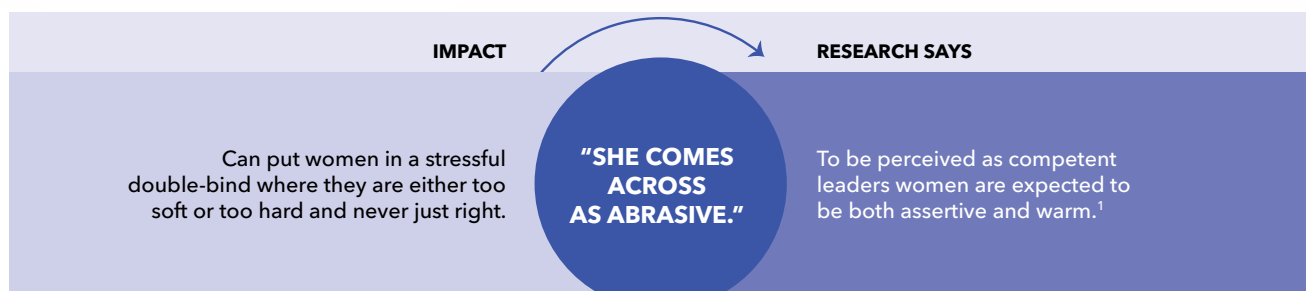 IMPACT
RESEARCH SAYS
Can put women in a stressful
double-bind where they are either too
soft or too hard and never just right.
“SHE COMES
ACROSS
AS ABRASIVE.”
To be perceived as competent
leaders women are expected to
be both assertive and warm.¹